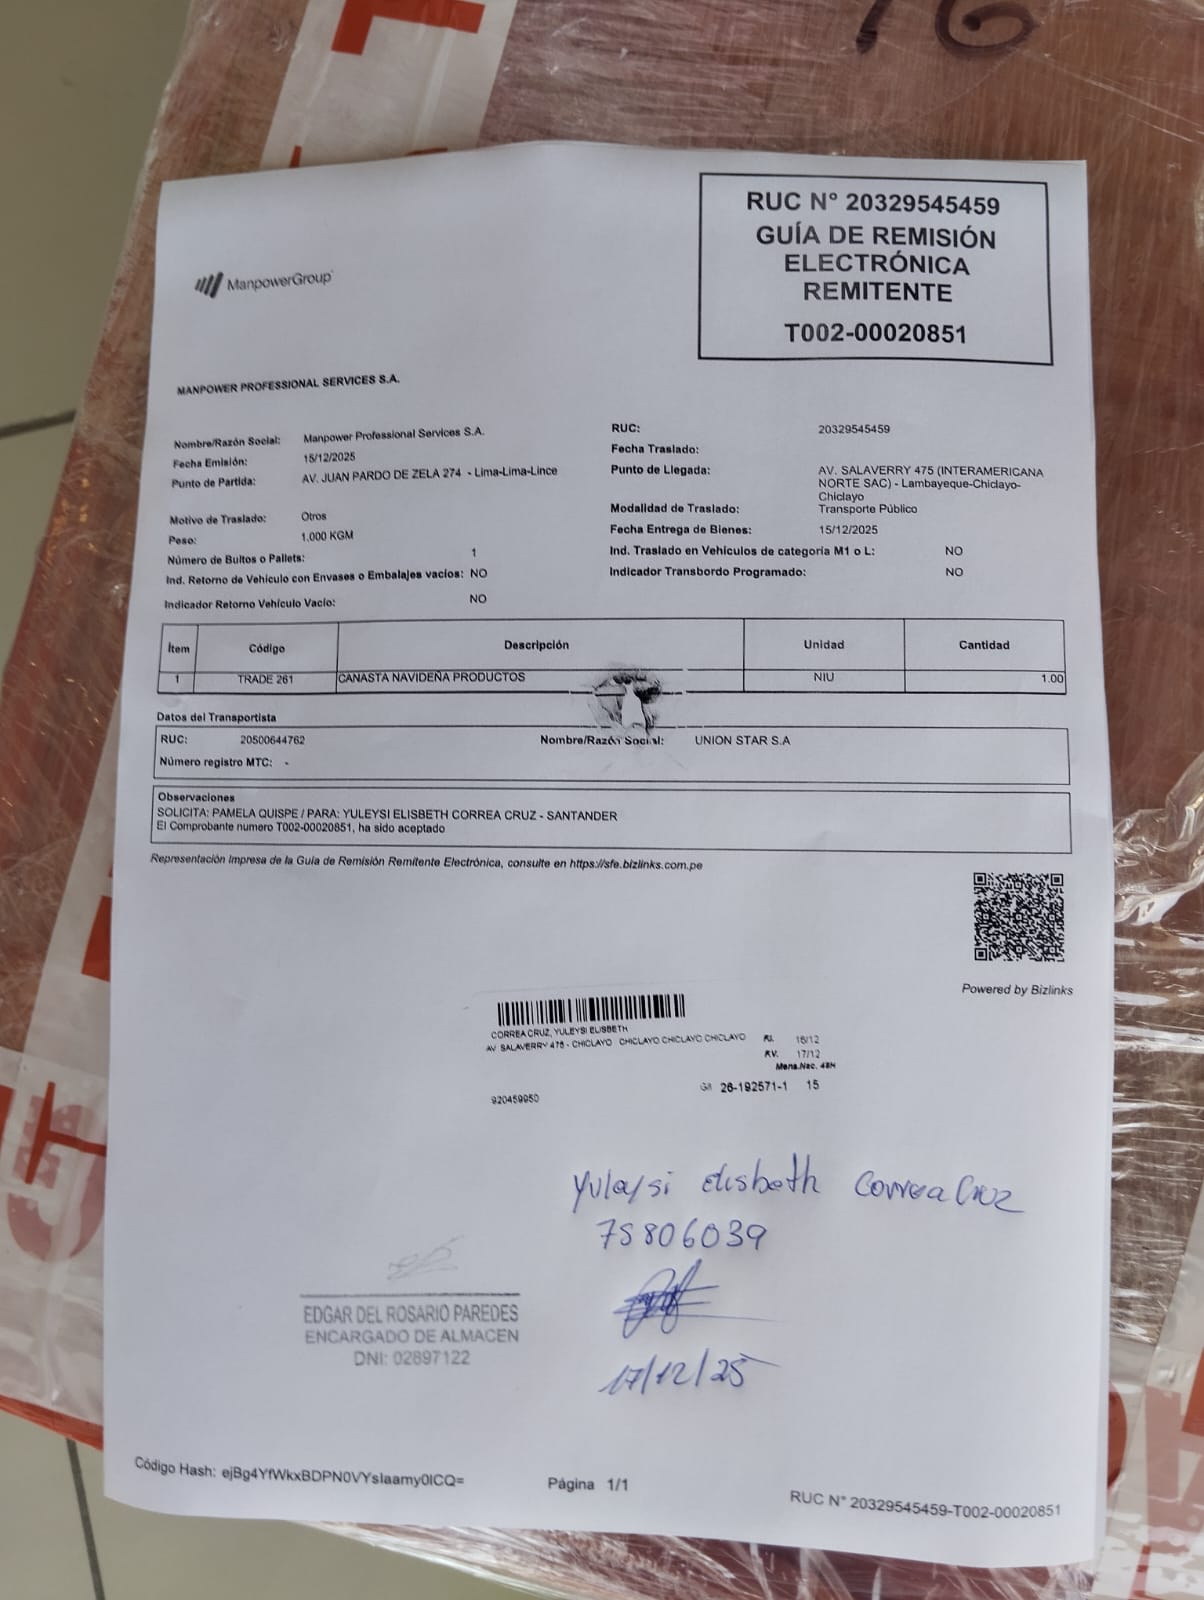 16
RUC N° 20329545459
GUÍA DE REMISIÓN
ELECTRÓNICA
REMITENTE
T002-00020851
ManpowerGroup
MANPOWER PROFESSIONAL SERVICES S.A.
Nombre/Razón Social: Manpower Professional Services S.A.
Fecha Emisión: 15/12/2025
Punto de Partida: AV. JUAN PARDO DE ZELA 274 - Lima-Lima-Lince
Motivo de Traslado: Otros
Peso: 1.000 KGM
Número de Bultos o Pallets: 1
Ind. Retorno de Vehículo con Envases o Embalajes vacíos: NO
Indicador Retorno Vehículo Vacío: NO
RUC: 20329545459
Fecha Traslado:
Punto de Llegada: AV. SALAVERRY 475 (INTERAMERICANA
NORTE SAC) - Lambayeque-Chiclayo-
Chiclayo
Modalidad de Traslado: Transporte Público
Fecha Entrega de Bienes: 15/12/2025
Ind. Traslado en Vehículos de categoría M1 o L: NO
Indicador Transbordo Programado: NO
Ítem Código Descripción Unidad Cantidad
1 TRADE 261 CANASTA NAVIDEÑA PRODUCTOS NIU 1.00
Datos del Transportista
RUC: 20500644762 Nombre/Razón Social: UNION STAR S.A
Número registro MTC: -
Observaciones
SOLICITA: PAMELA QUISPE / PARA: YULEYSI ELISBETH CORREA CRUZ - SANTANDER
El Comprobante numero T002-00020851, ha sido aceptado
Representación Impresa de la Guía de Remisión Remitente Electrónica, consulte en https://sfe.bizlinks.com.pe
Powered by Bizlinks
CORREA CRUZ, YULEYSI ELISBETH
AV. SALAVERRY 475 - CHICLAYO CHICLAYO CHICLAYO CHICLAYO
16/12
RV. 17/12
Mens.Nac. 48H
26-192571-1 15
920459950
Yuleysi elisbeth Correa Cruz
75806039
17/12/25
EDGAR DEL ROSARIO PAREDES
ENCARGADO DE ALMACEN
DNI: 02897122
Código Hash: ejBg4YfWkxBDPN0VYsIaamy0ICQ=
Página 1/1
RUC N° 20329545459-T002-00020851